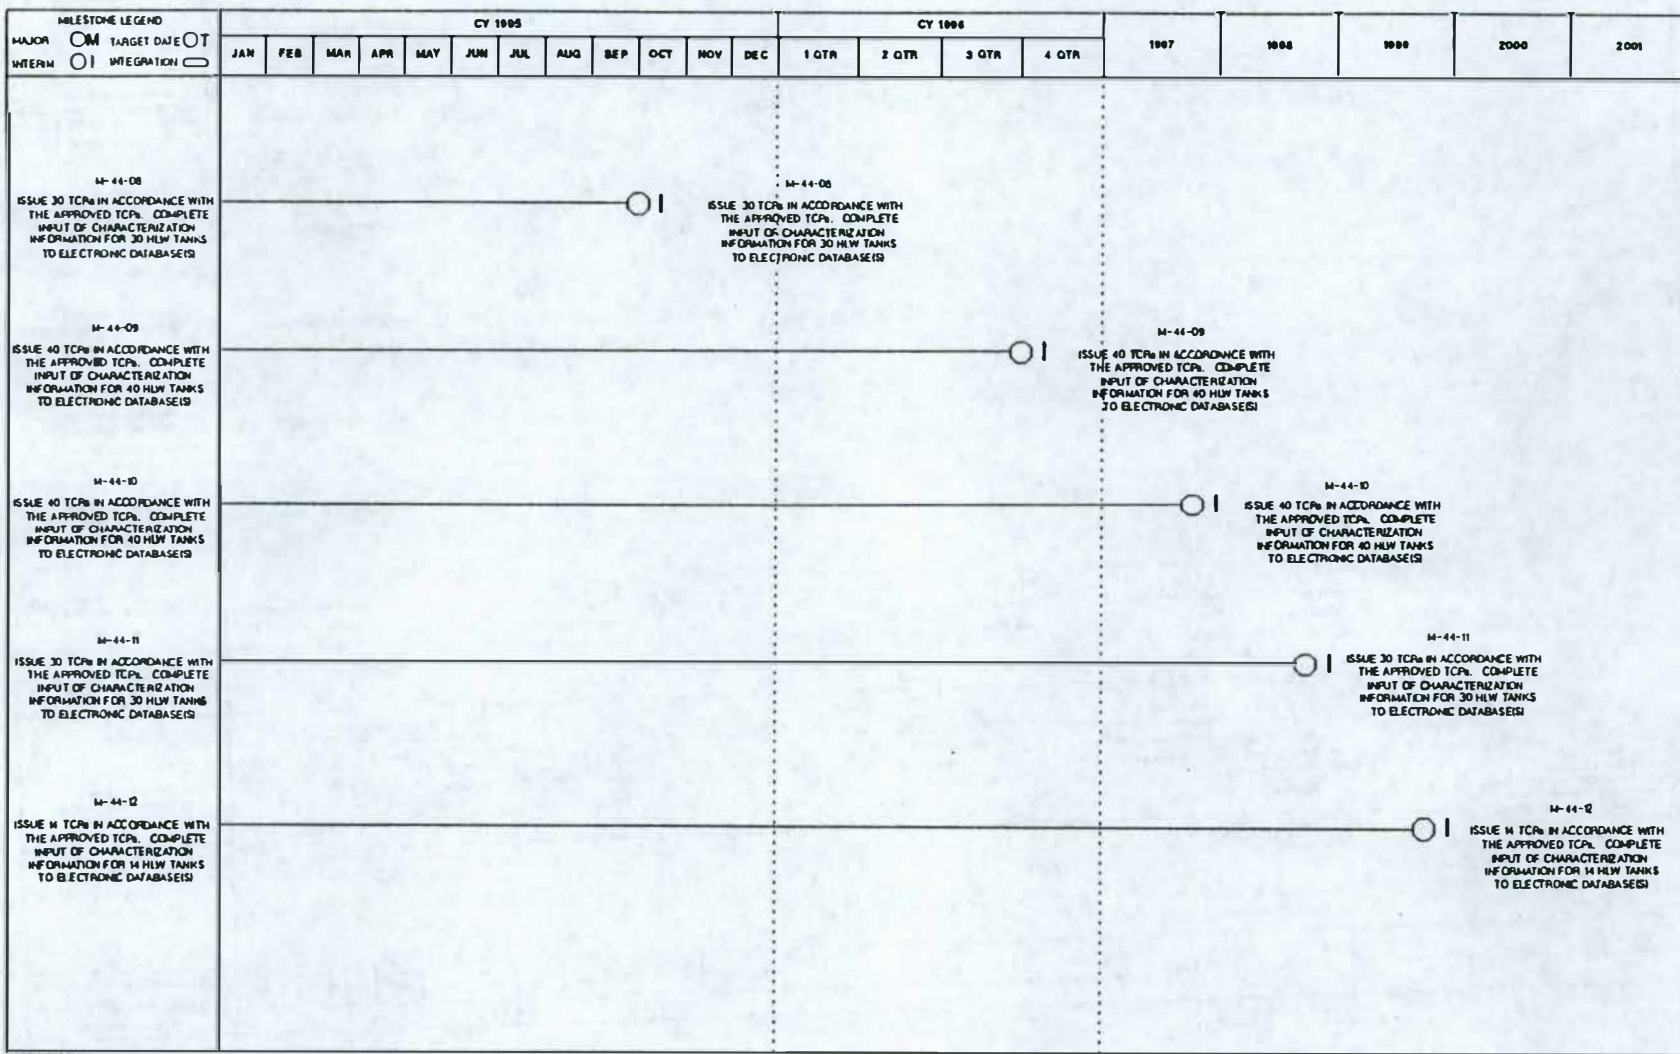 MILESTONE LEGEND
MAJOR M TARGET DATE T
INTERIM I INTEGRATION
CY 1995
CY 1996
JAN FEB MAR APR MAY JUN JUL AUG SEP OCT NOV DEC 1 QTR 2 QTR 3 QTR 4 QTR 1997 1998 1999 2000 2001
M-44-08
ISSUE 30 TCRs IN ACCORDANCE WITH
THE APPROVED TCPs. COMPLETE
INPUT OF CHARACTERIZATION
INFORMATION FOR 30 HLW TANKS
TO ELECTRONIC DATABASE(S)
I
M-44-08
ISSUE 30 TCRs IN ACCORDANCE WITH
THE APPROVED TCPs. COMPLETE
INPUT OF CHARACTERIZATION
INFORMATION FOR 30 HLW TANKS
TO ELECTRONIC DATABASE(S)
M-44-09
ISSUE 40 TCRs IN ACCORDANCE WITH
THE APPROVED TCPs. COMPLETE
INPUT OF CHARACTERIZATION
INFORMATION FOR 40 HLW TANKS
TO ELECTRONIC DATABASE(S)
I
M-44-09
ISSUE 40 TCRs IN ACCORDANCE WITH
THE APPROVED TCPs. COMPLETE
INPUT OF CHARACTERIZATION
INFORMATION FOR 40 HLW TANKS
TO ELECTRONIC DATABASE(S)
M-44-10
ISSUE 40 TCRs IN ACCORDANCE WITH
THE APPROVED TCPs. COMPLETE
INPUT OF CHARACTERIZATION
INFORMATION FOR 40 HLW TANKS
TO ELECTRONIC DATABASE(S)
I
M-44-10
ISSUE 40 TCRs IN ACCORDANCE WITH
THE APPROVED TCPs. COMPLETE
INPUT OF CHARACTERIZATION
INFORMATION FOR 40 HLW TANKS
TO ELECTRONIC DATABASE(S)
M-44-11
ISSUE 30 TCRs IN ACCORDANCE WITH
THE APPROVED TCPs. COMPLETE
INPUT OF CHARACTERIZATION
INFORMATION FOR 30 HLW TANKS
TO ELECTRONIC DATABASE(S)
I
M-44-11
ISSUE 30 TCRs IN ACCORDANCE WITH
THE APPROVED TCPs. COMPLETE
INPUT OF CHARACTERIZATION
INFORMATION FOR 30 HLW TANKS
TO ELECTRONIC DATABASE(S)
M-44-12
ISSUE 14 TCRs IN ACCORDANCE WITH
THE APPROVED TCPs. COMPLETE
INPUT OF CHARACTERIZATION
INFORMATION FOR 14 HLW TANKS
TO ELECTRONIC DATABASE(S)
I
M-44-12
ISSUE 14 TCRs IN ACCORDANCE WITH
THE APPROVED TCPs. COMPLETE
INPUT OF CHARACTERIZATION
INFORMATION FOR 14 HLW TANKS
TO ELECTRONIC DATABASE(S)